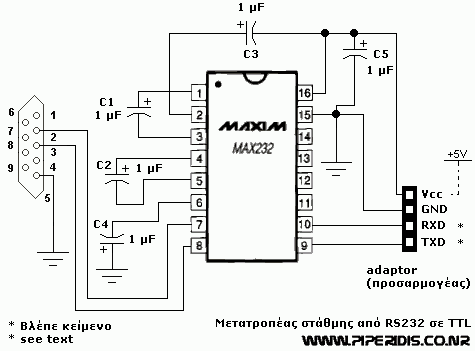 1 μF
C3
C5
1 μF
+
+
C1
+
1 μF
C2
+
1 μF
C4
1 μF
+
1
2
3
4
5
6
7
8
16
15
14
13
12
11
10
9
MAXIM
MAX232
6
7
8
9
1
2
3
4
5
+5V
Vcc
GND
RXD *
TXD *
adaptor
(προσαρμογέας)
* Βλέπε κείμενο
* see text
Μετατροπέας στάθμης από RS232 σε TTL
WWW.PIPERIDIS.CO.NR